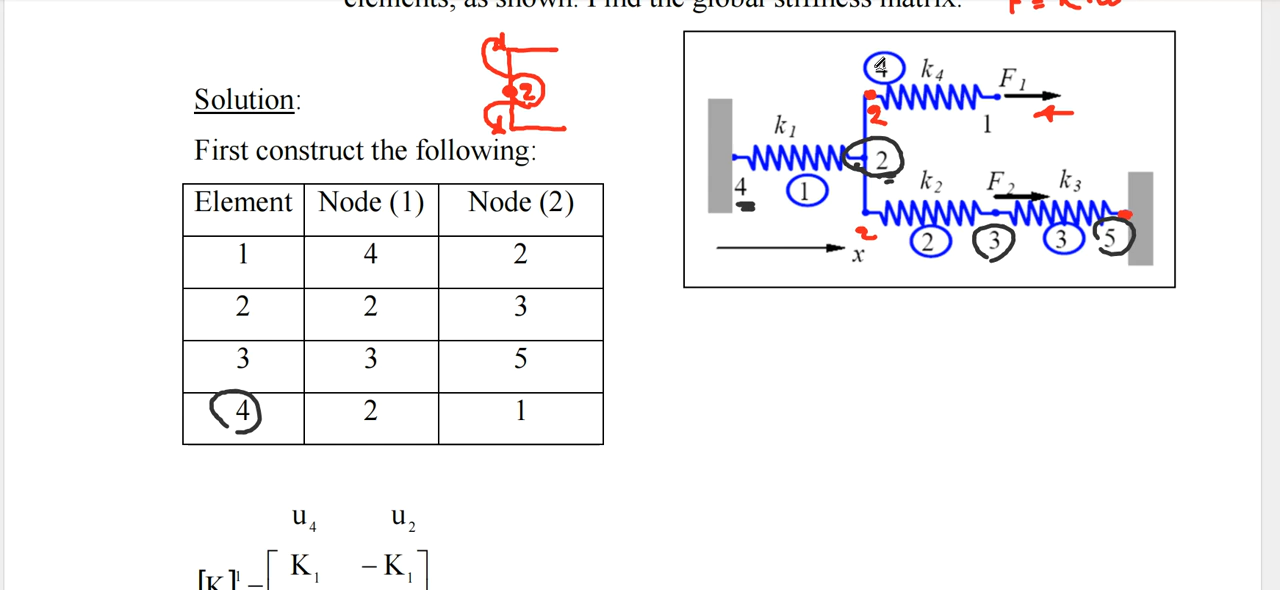 elements, as shown. Find the global stiffness matrix.
Solution:
First construct the following:
Element Node (1) Node (2)
1 4 2
2 2 3
3 3 5
4 2 1
u4 u2
[K]¹ = [ K1 −K1 ]
2
4 k4 F1
2 1
k1
4 1 2
k2 F2 k3
2 2 3 3 5
x